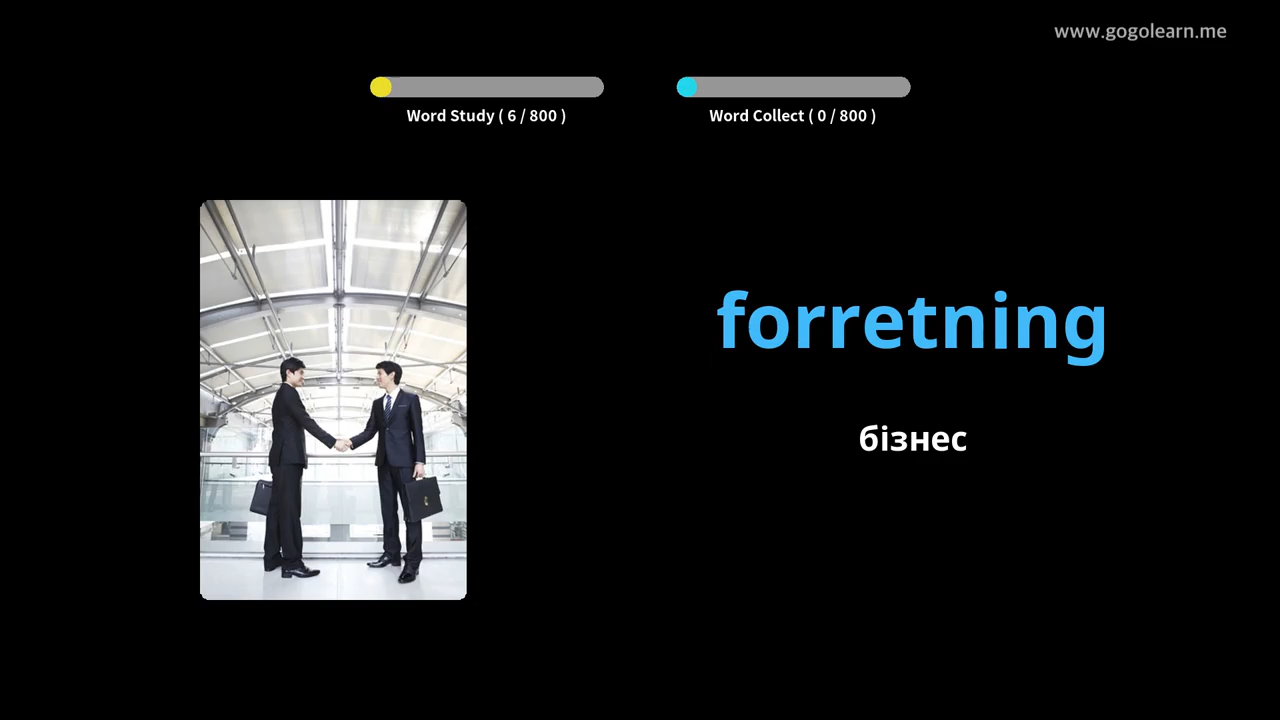 www.gogolearn.me
Word Study ( 6 / 800 )
Word Collect ( 0 / 800 )
forretning
бізнес